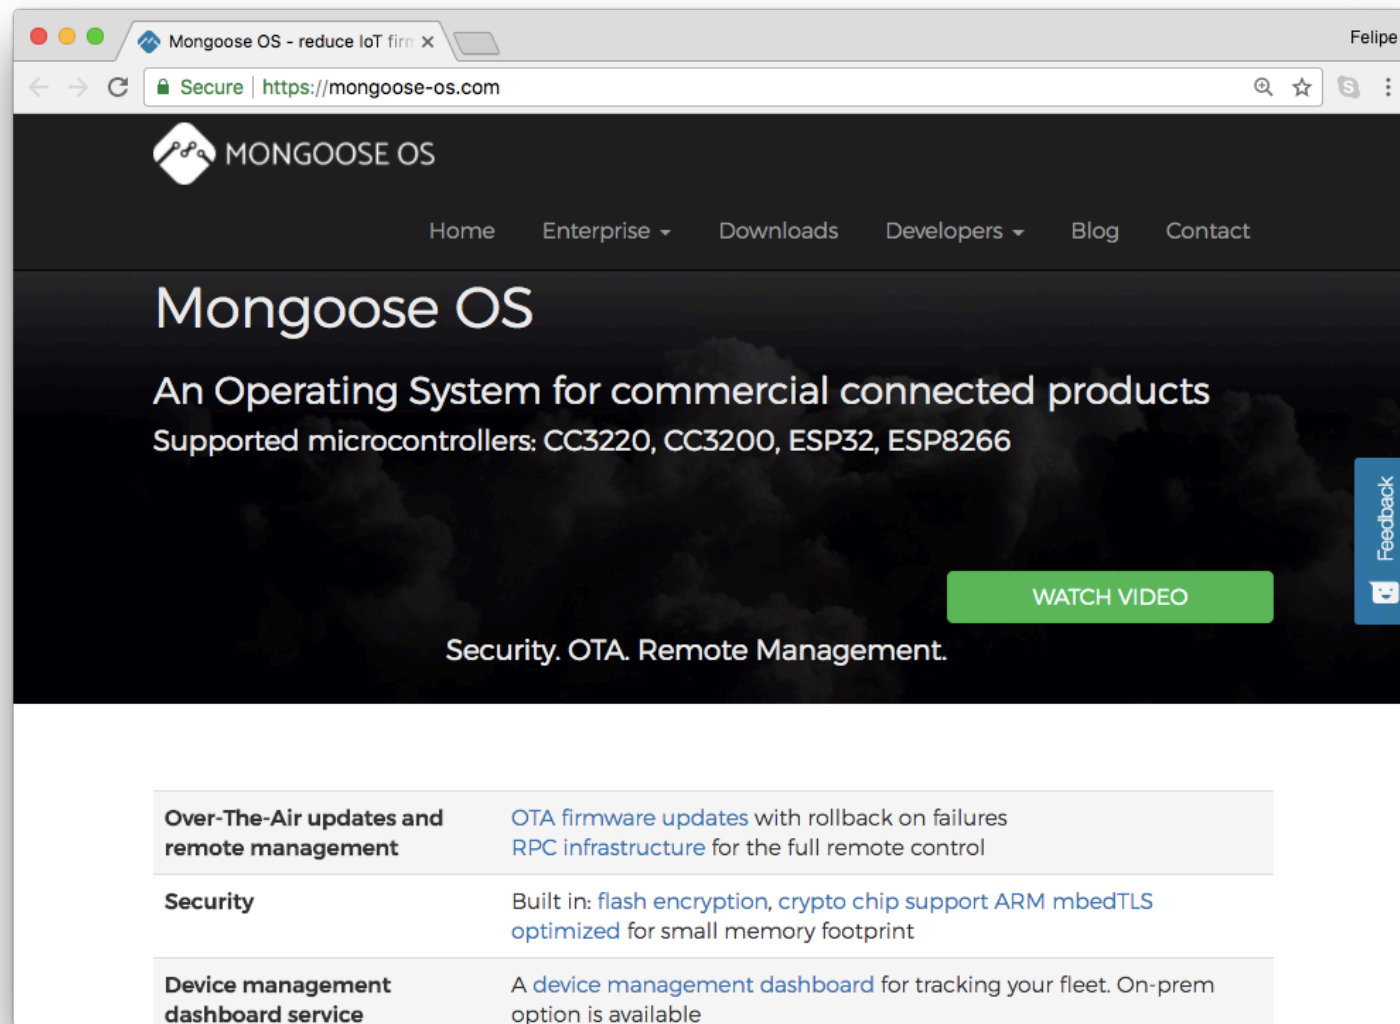 Mongoose OS - reduce IoT firm
Felipe
Secure | https://mongoose-os.com
MONGOOSE OS
Home Enterprise Downloads Developers Blog Contact
Mongoose OS
An Operating System for commercial connected products
Supported microcontrollers: CC3220, CC3200, ESP32, ESP8266
Feedback
WATCH VIDEO
Security. OTA. Remote Management.
Over-The-Air updates and remote management
OTA firmware updates with rollback on failures
RPC infrastructure for the full remote control
Security
Built in: flash encryption, crypto chip support ARM mbedTLS
optimized for small memory footprint
Device management
dashboard service
A device management dashboard for tracking your fleet. On-prem
option is available